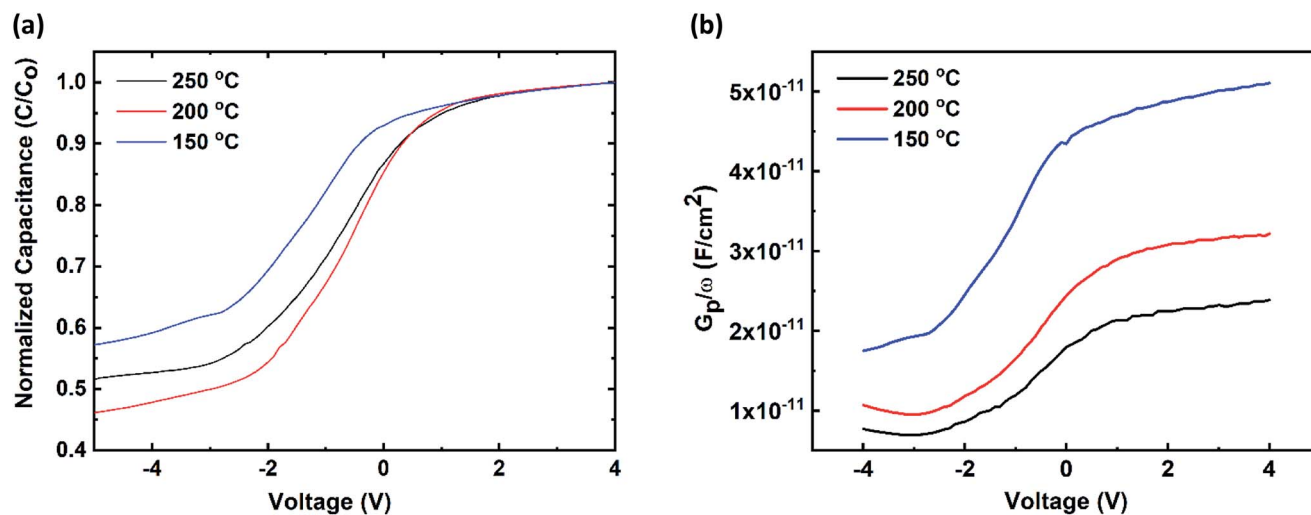 (a)
Normalized Capacitance (C/Co)
1.0
0.9
0.8
0.7
0.6
0.5
0.4
250 °C
200 °C
150 °C
-4
-2
0
2
4
Voltage (V)
(b)
Gp/ω (F/cm²)
5x10⁻¹¹
4x10⁻¹¹
3x10⁻¹¹
2x10⁻¹¹
1x10⁻¹¹
250 °C
200 °C
150 °C
-4
-2
0
2
4
Voltage (V)